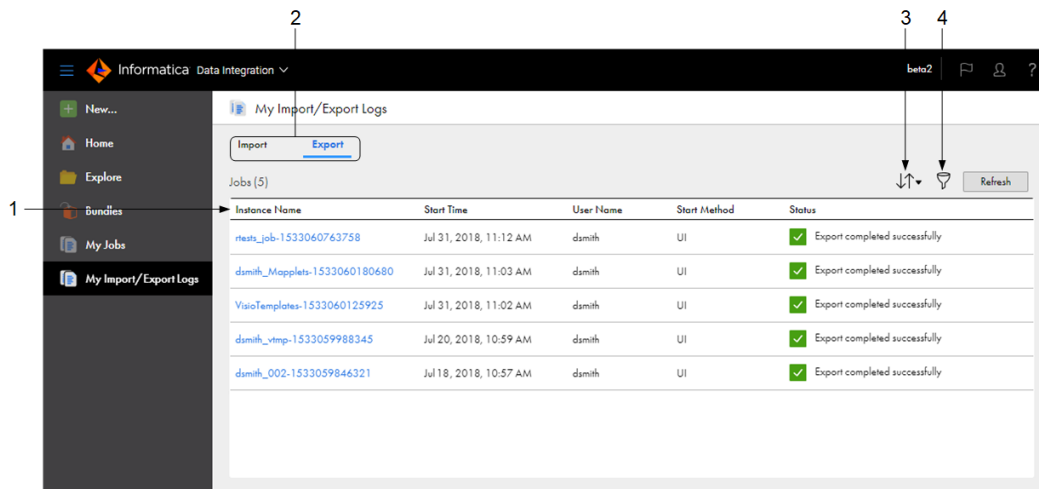 2 3 4
Informatica Data Integration beta2 ?
New... My Import/Export Logs
Home Import Export
Explore Jobs (5) Refresh
1 Bundles Instance Name Start Time User Name Start Method Status
My Jobs rtests_job-1533060763758 Jul 31, 2018, 11:12 AM dsmith UI Export completed successfully
My Import/Export Logs dsmith_Mapplets-1533060180680 Jul 31, 2018, 11:03 AM dsmith UI Export completed successfully
VisioTemplates-1533060125925 Jul 31, 2018, 11:02 AM dsmith UI Export completed successfully
dsmith_vtmp-1533059988345 Jul 20, 2018, 10:59 AM dsmith UI Export completed successfully
dsmith_002-1533059846321 Jul 18, 2018, 10:57 AM dsmith UI Export completed successfully